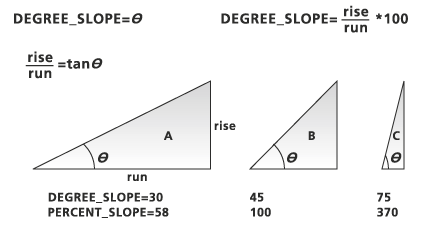 DEGREE_SLOPE=θ
DEGREE_SLOPE= rise/run *100
rise/run =tanθ
A
rise
θ
run
B
θ
C
θ
DEGREE_SLOPE=30 45 75
PERCENT_SLOPE=58 100 370